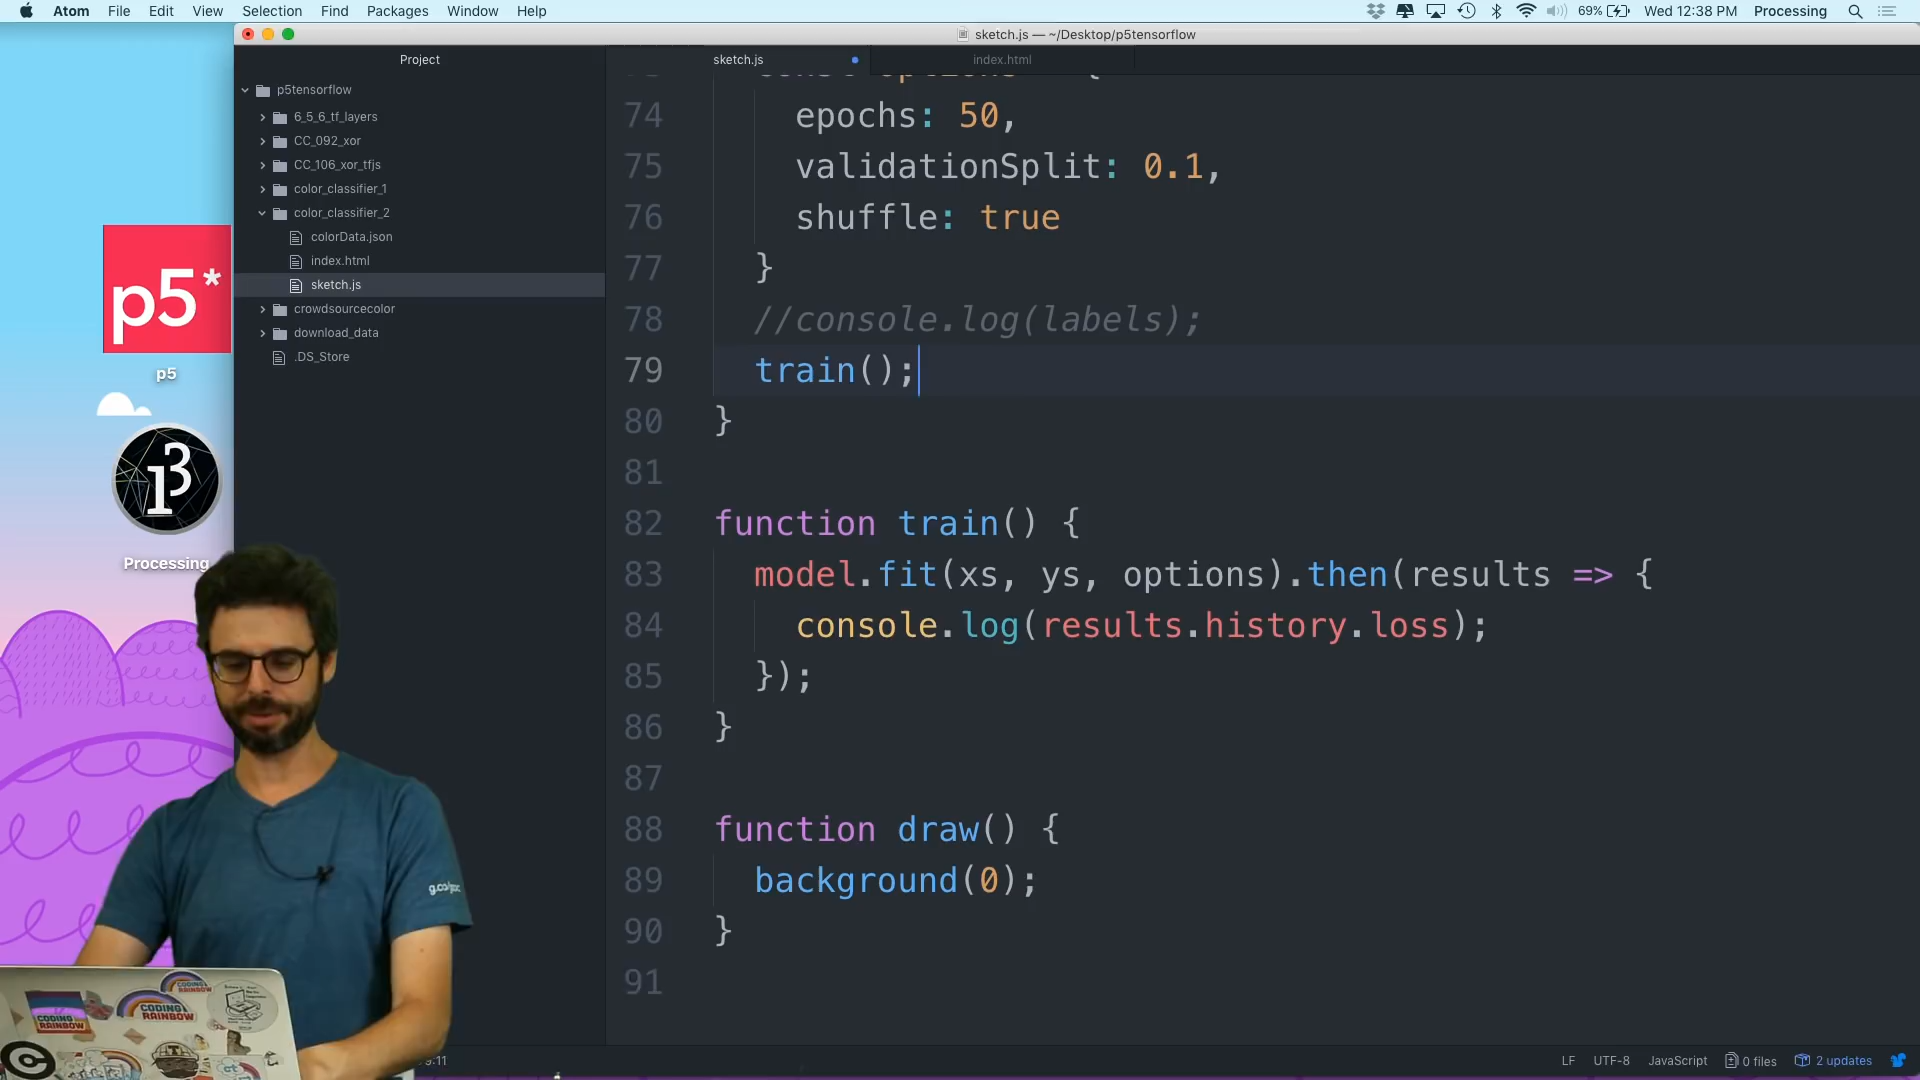 Atom File Edit View Selection Find Packages Window Help
69% Wed 12:38 PM Processing
sketch.js — ~/Desktop/p5tensorflow
Project
sketch.js
index.html
p5tensorflow
6_5_6_tf_layers
CC_092_xor
CC_106_xor_tfjs
color_classifier_1
color_classifier_2
colorData.json
index.html
sketch.js
crowdsourcecolor
download_data
.DS_Store
p5*
p5
Processing
74 epochs: 50,
75 validationSplit: 0.1,
76 shuffle: true
77 }
78 //console.log(labels);
79 train();
80 }
81
82 function train() {
83 model.fit(xs, ys, options).then(results => {
84 console.log(results.history.loss);
85 });
86 }
87
88 function draw() {
89 background(0);
90 }
91
CODING RAINBOW
CODING RAINBOW
CODING RAINBOW
LF UTF-8 JavaScript 0 files 2 updates